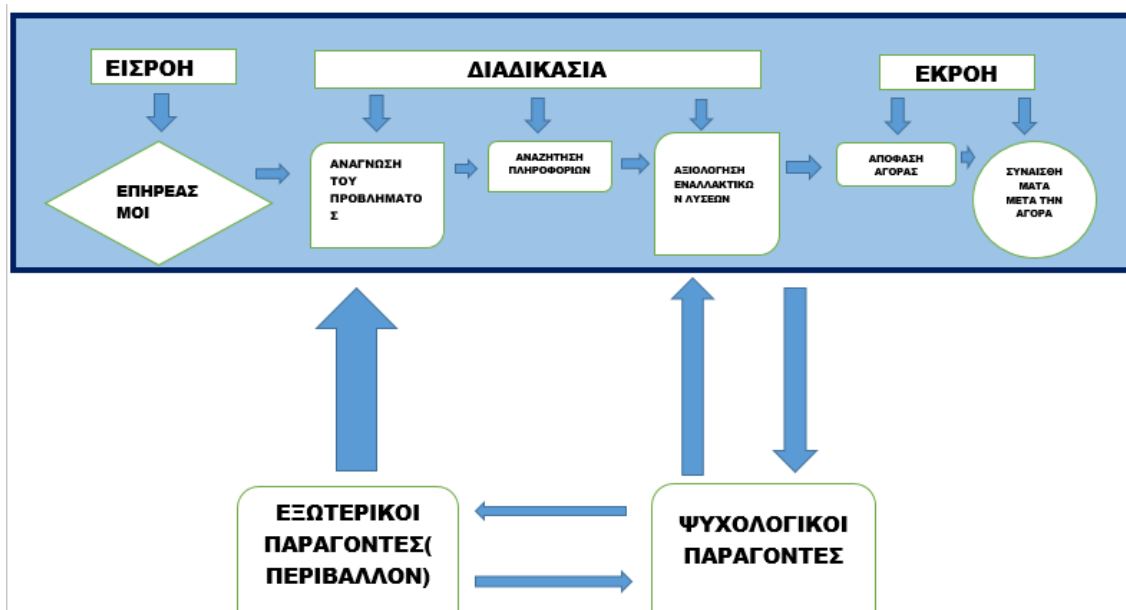 ΕΙΣΡΟΗ
ΔΙΑΔΙΚΑΣΙΑ
ΕΚΡΟΗ
ΕΠΗΡΕΑΣ
ΜΟΙ
ΑΝΑΓΝΩΣΗ
ΤΟΥ
ΠΡΟΒΛΗΜΑΤΟ
Σ
ΑΝΑΖΗΤΗΣΗ
ΠΛΗΡΟΦΟΡΙΩΝ
ΑΞΙΟΛΟΓΗΣΗ
ΕΝΑΛΛΑΚΤΙΚΩ
Ν ΛΥΣΕΩΝ
ΑΠΟΦΑΣΗ
ΑΓΟΡΑΣ
ΣΥΝΑΙΣΘΗ
ΜΑΤΑ
ΜΕΤΑ ΤΗΝ
ΑΓΟΡΑ
ΕΞΩΤΕΡΙΚΟΙ
ΠΑΡΑΓΟΝΤΕΣ(
ΠΕΡΙΒΑΛΛΟΝ)
ΨΥΧΟΛΟΓΙΚΟΙ
ΠΑΡΑΓΟΝΤΕΣ